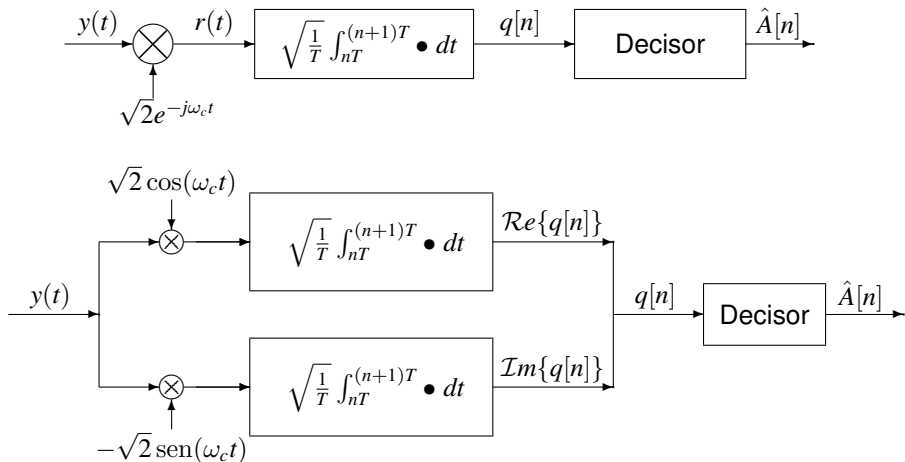 y(t) r(t) √(1/T) ∫_{nT}^{(n+1)T} • dt q[n] Decisor Â[n]
√2e^{−jω_c t}
√2 cos(ω_c t)
√(1/T) ∫_{nT}^{(n+1)T} • dt Re{q[n]}
y(t) q[n] Decisor Â[n]
√(1/T) ∫_{nT}^{(n+1)T} • dt Im{q[n]}
−√2 sen(ω_c t)